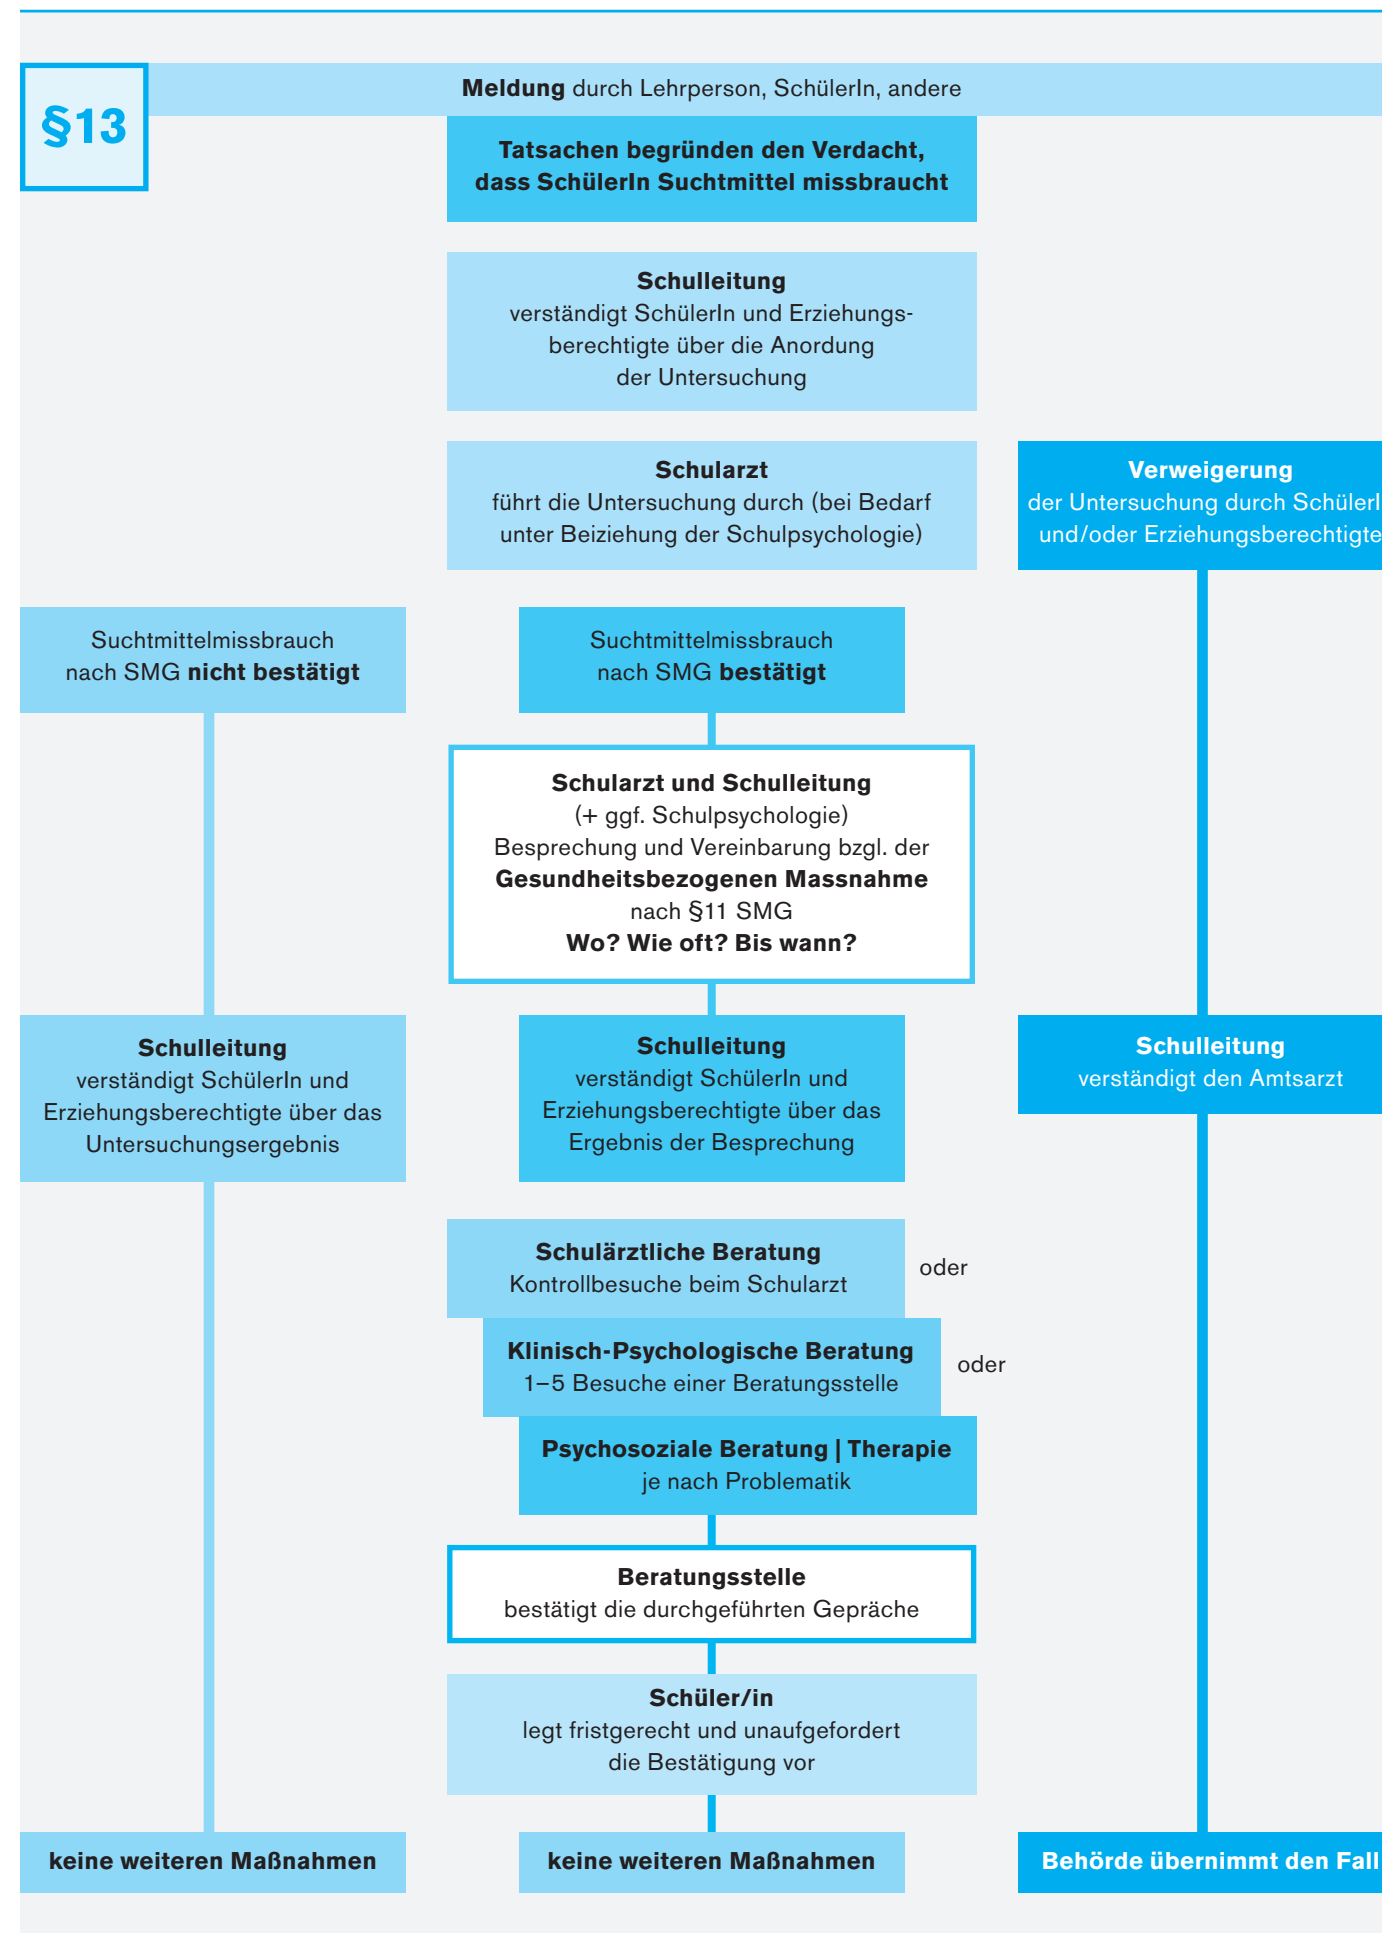 §13
Meldung durch Lehrperson, SchülerIn, andere
Tatsachen begründen den Verdacht,
dass SchülerIn Suchtmittel missbraucht
Schulleitung
verständigt SchülerIn und Erziehungs-
berechtigte über die Anordung
der Untersuchung
Schularzt
führt die Untersuchung durch (bei Bedarf
unter Beiziehung der Schulpsychologie)
Verweigerung
der Untersuchung durch SchülerI
und/oder Erziehungsberechtigte
Suchtmittelmissbrauch
nach SMG nicht bestätigt
Suchtmittelmissbrauch
nach SMG bestätigt
Schularzt und Schulleitung
(+ ggf. Schulpsychologie)
Besprechung und Vereinbarung bzgl. der
Gesundheitsbezogenen Massnahme
nach §11 SMG
Wo? Wie oft? Bis wann?
Schulleitung
verständigt SchülerIn und
Erziehungsberechtigte über das
Untersuchungsergebnis
Schulleitung
verständigt SchülerIn und
Erziehungsberechtigte über das
Ergebnis der Besprechung
Schulleitung
verständigt den Amtsarzt
Schulärztliche Beratung
Kontrollbesuche beim Schularzt
oder
Klinisch-Psychologische Beratung
1–5 Besuche einer Beratungsstelle
oder
Psychosoziale Beratung | Therapie
je nach Problematik
Beratungsstelle
bestätigt die durchgeführten Gepräche
Schüler/in
legt fristgerecht und unaufgefordert
die Bestätigung vor
keine weiteren Maßnahmen
keine weiteren Maßnahmen
Behörde übernimmt den Fall